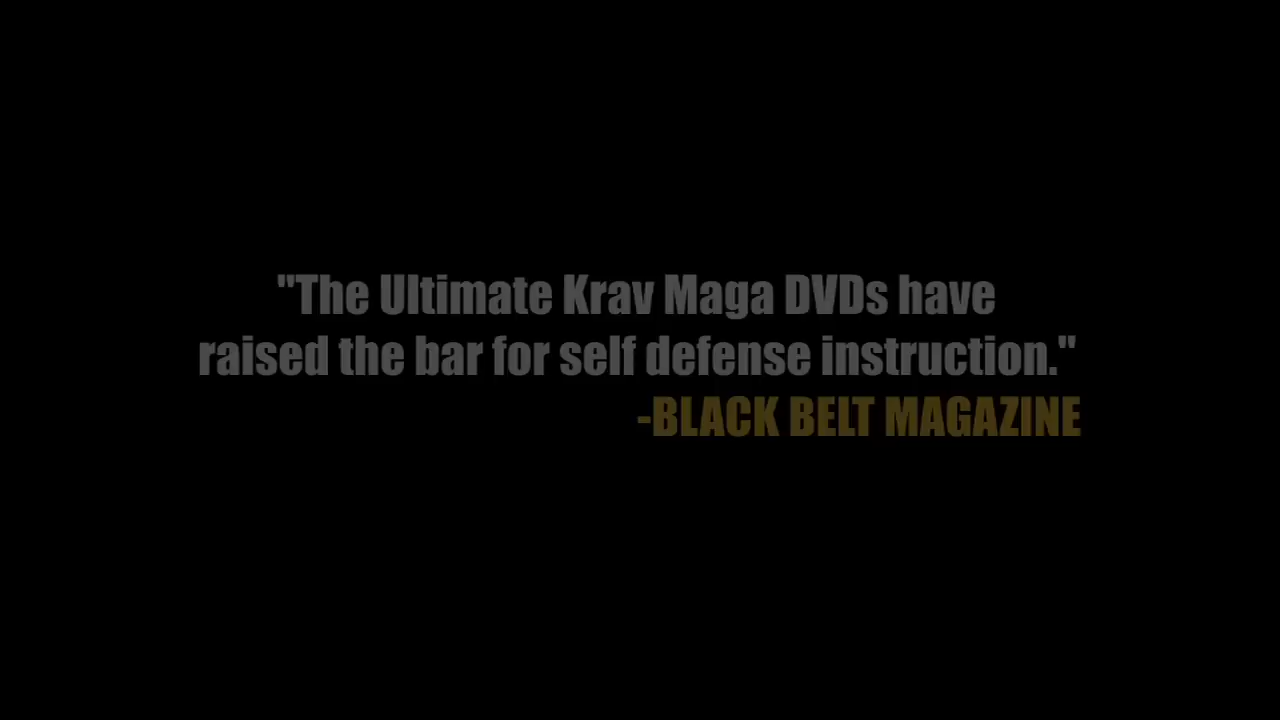 "The Ultimate Krav Maga DVDs have
raised the bar for self defense instruction."
-BLACK BELT MAGAZINE